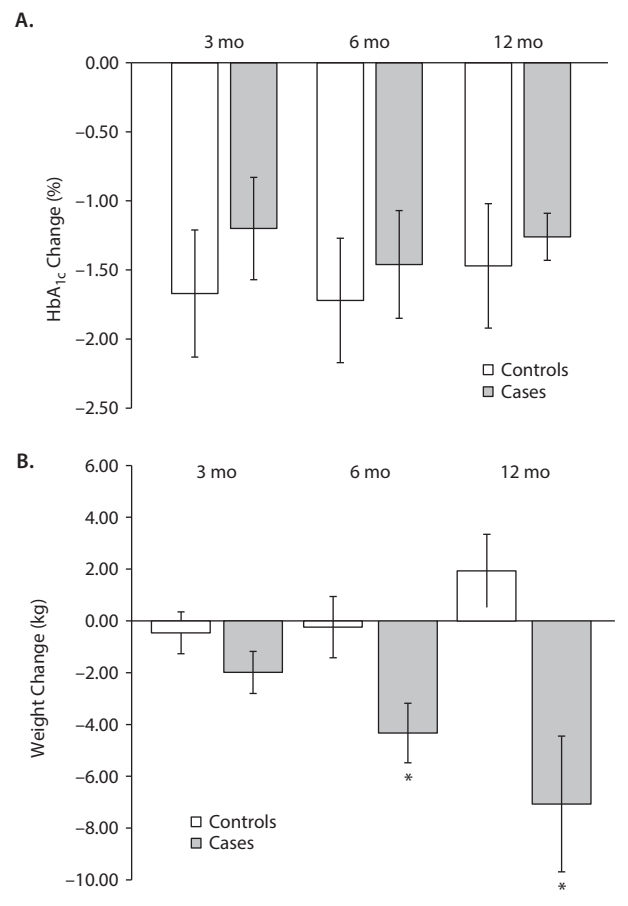 A.
3 mo 6 mo 12 mo
0.00
−0.50
−1.00
−1.50
−2.00
−2.50
HbA1c Change (%)
Controls
Cases
B.
3 mo 6 mo 12 mo
6.00
4.00
2.00
0.00
−2.00
−4.00
−6.00
−8.00
−10.00
Weight Change (kg)
*
*
Controls
Cases